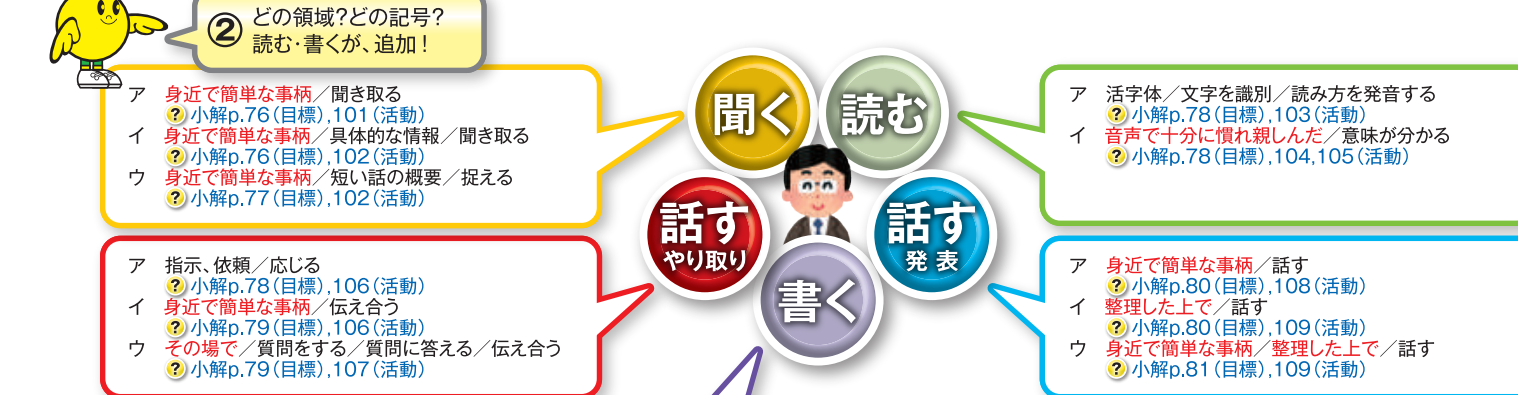 ② どの領域?どの記号?
読む・書くが、追加!
ア 身近で簡単な事柄/聞き取る
? 小解p.76(目標),101(活動)
イ 身近で簡単な事柄/具体的な情報/聞き取る
? 小解p.76(目標),102(活動)
ウ 身近で簡単な事柄/短い話の概要/捉える
? 小解p.77(目標),102(活動)
聞く
読む
ア 活字体/文字を識別/読み方を発音する
? 小解p.78(目標),103(活動)
イ 音声で十分に慣れ親しんだ/意味が分かる
? 小解p.78(目標),104,105(活動)
ア 指示、依頼/応じる
? 小解p.78(目標),106(活動)
イ 身近で簡単な事柄/伝え合う
? 小解p.79(目標),106(活動)
ウ その場で/質問をする/質問に答える/伝え合う
? 小解p.79(目標),107(活動)
話す
やり取り
話す
発表
書く
ア 身近で簡単な事柄/話す
? 小解p.80(目標),108(活動)
イ 整理した上で/話す
? 小解p.80(目標),109(活動)
ウ 身近で簡単な事柄/整理した上で/話す
? 小解p.81(目標),109(活動)